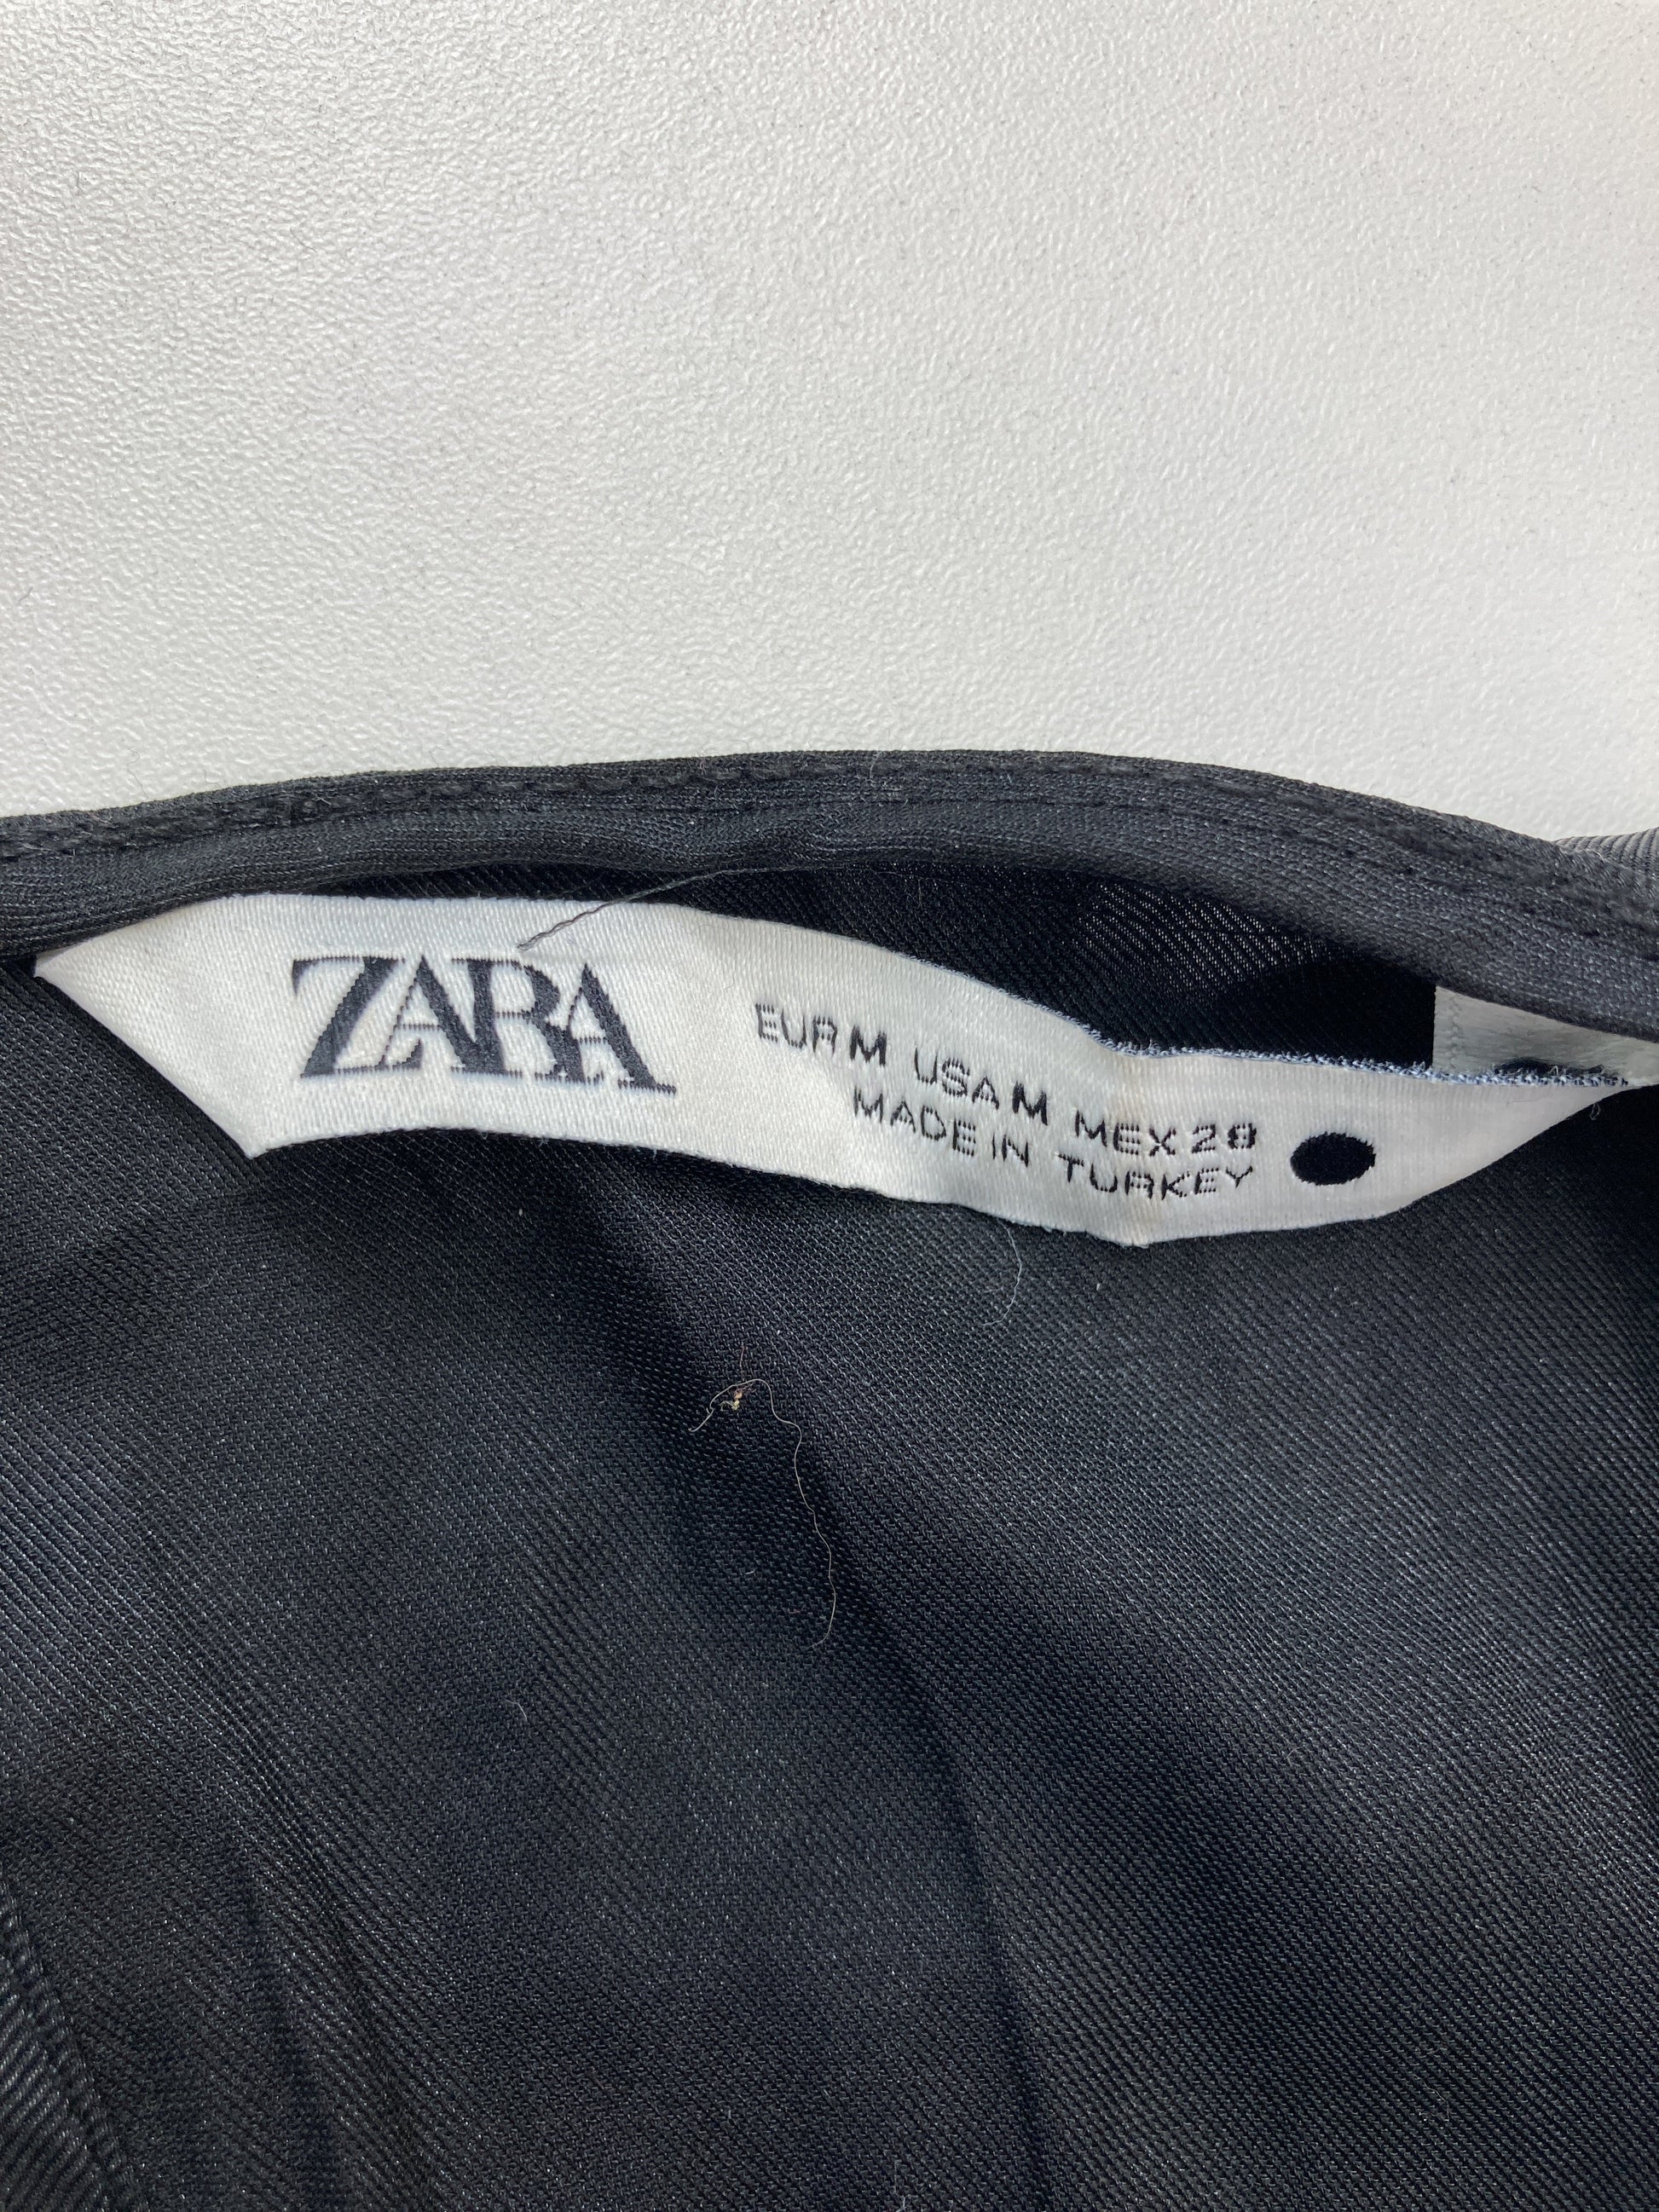 ZARA
EUR M USA M MEX 28
MADE IN TURKEY